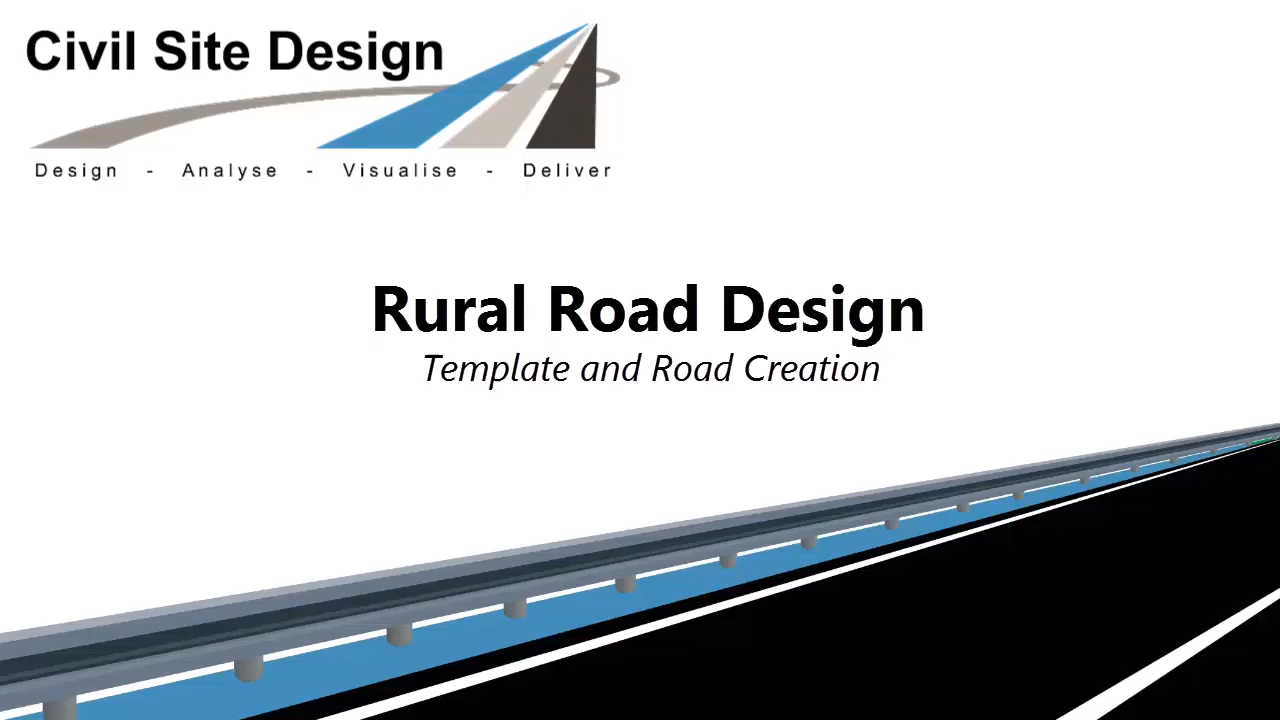 Civil Site Design
Design - Analyse - Visualise - Deliver
Rural Road Design
Template and Road Creation